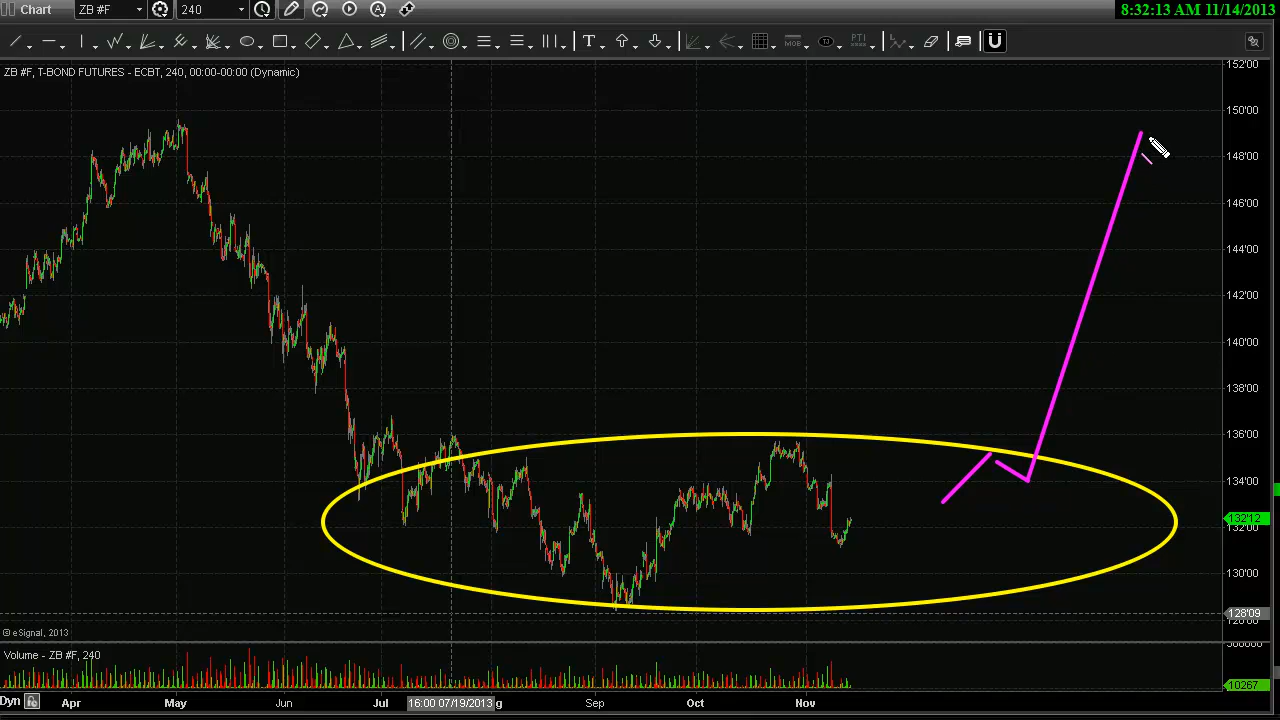 Chart ZB #F 240 8:32:13 AM 11/14/2013
T MOB PTI
ZB #F, T-BOND FUTURES - ECBT, 240, 00:00-00:00 (Dynamic)
152'00
150'00
148'00
146'00
144'00
142'00
140'00
138'00
136'00
134'00
132'12
132'00
130'00
128'09
© eSignal, 2013
Volume - ZB #F, 240
10267
Dyn Apr May Jun Jul 16:00 07/19/2013 g Sep Oct Nov